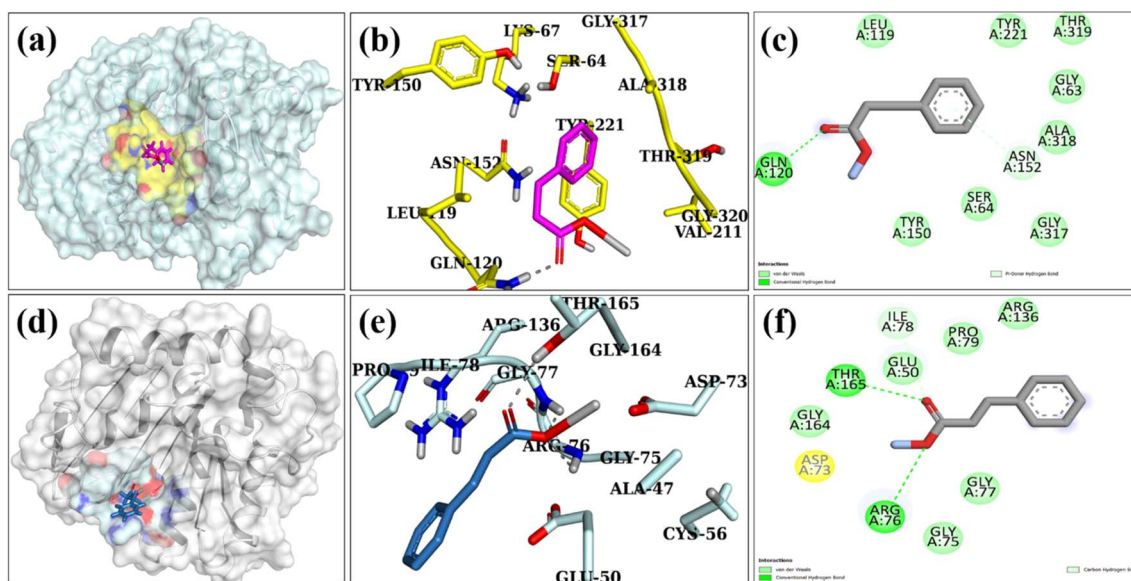 (a)
(b)
LYS-67
GLY-317
SER-64
TYR-150
ALA-318
TYR-221
ASN-152
THR-319
LEU-119
GLY-320
VAL-211
GLN-120
(c)
LEU
A:119
TYR
A:221
THR
A:319
GLY
A:63
ALA
A:318
ASN
A:152
GLN
A:120
SER
A:64
TYR
A:150
GLY
A:317
Interactions
van der Waals
Conventional Hydrogen Bond
Pi-Donor Hydrogen Bond
(d)
(e)
THR-165
ARG-136
GLY-164
ILE-78
GLY-77
ASP-73
ARG-76
GLY-75
ALA-47
CYS-56
GLU-50
(f)
ILE
A:78
PRO
A:79
ARG
A:136
GLU
A:50
THR
A:165
GLY
A:164
ASP
A:73
GLY
A:77
ARG
A:76
GLY
A:75
Interactions
van der Waals
Conventional Hydrogen Bond
Carbon Hydrogen